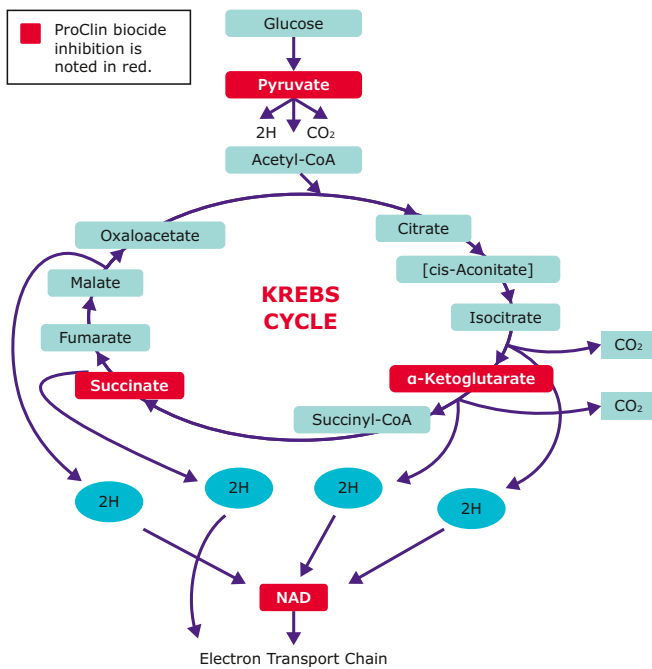 ProClin biocide
inhibition is
noted in red.
Glucose
Pyruvate
2H
CO₂
Acetyl-CoA
Oxaloacetate
Citrate
[cis-Aconitate]
Malate
KREBS
CYCLE
Isocitrate
Fumarate
CO₂
Succinate
α-Ketoglutarate
Succinyl-CoA
CO₂
2H
2H
2H
2H
NAD
Electron Transport Chain